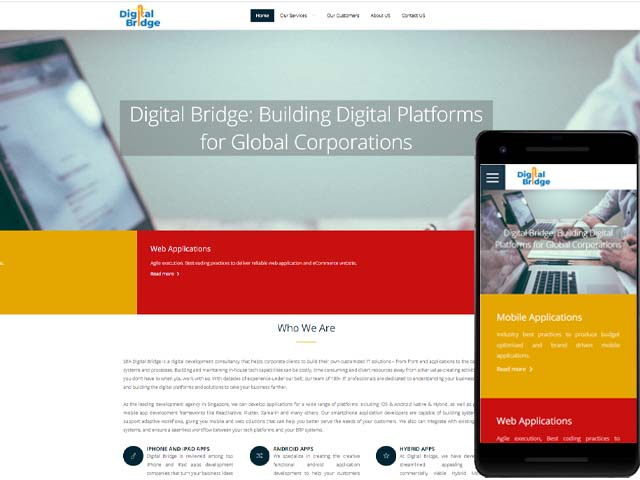 Digital
Bridge
Home Our Services Our Customers About US Contact US
Digital Bridge: Building Digital Platforms
for Global Corporations
Web Applications
Agile execution. Best coding practices to deliver reliable web application and eCommerce website.
Read more >
Who We Are
Digital Bridge is a digital development consultancy that helps corporate clients to build their own customized IT solutions - from front end applications to the
systems and processes. Building and maintaining in-house tech capabilities can be costly, time consuming and divert resources away from other value-creating
you don't have to when you work with us. With decades of experience under our belt, our team of IT professionals are dedicated to understanding your
and building the digital platforms and solutions to take your business further.
As the leading development agency in Singapore, we can develop applications for a wide range of platforms including iOS & Android Native & Hybrid, as well as
mobile app development frameworks like ReactNative, Flutter, Xamarin and many others. Our smartphone application developers are capable of building
support adaptive workflows, giving you mobile and web solutions that can help you better serve the needs of your customers. We also can integrate with existing
systems, and ensure a seamless workflow between your tech platforms and your ERP systems.
IPHONE AND IPAD APPS
Digital Bridge is reviewed among top
iPhone and iPad apps development
companies that turn your business ideas
ANDROID APPS
We specialize in creating the creative
functional android application
development to help your customers
HYBRID APPS
At Digital Bridge, we have
streamlined appealing
commercially viable Hybrid
Digital
Bridge
Digital Bridge: Building Digital
Platforms for Global Corporations
Mobile Applications
Industry best practices to produce budget
optimised and brand driven mobile
applications.
Read more >
Web Applications
Agile execution, Best coding practices to